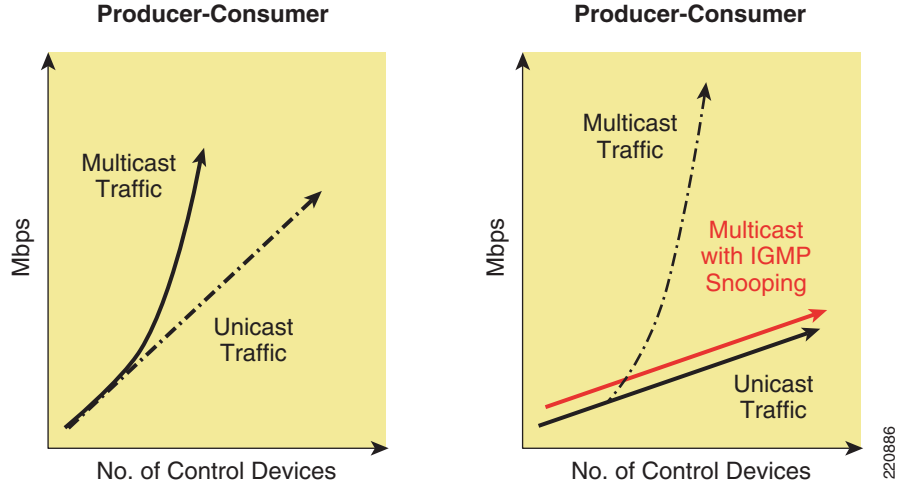 Producer-Consumer
Mbps
Multicast
Traffic
Unicast
Traffic
No. of Control Devices
Producer-Consumer
Mbps
Multicast
Traffic
Multicast
with IGMP
Snooping
Unicast
Traffic
No. of Control Devices
220886